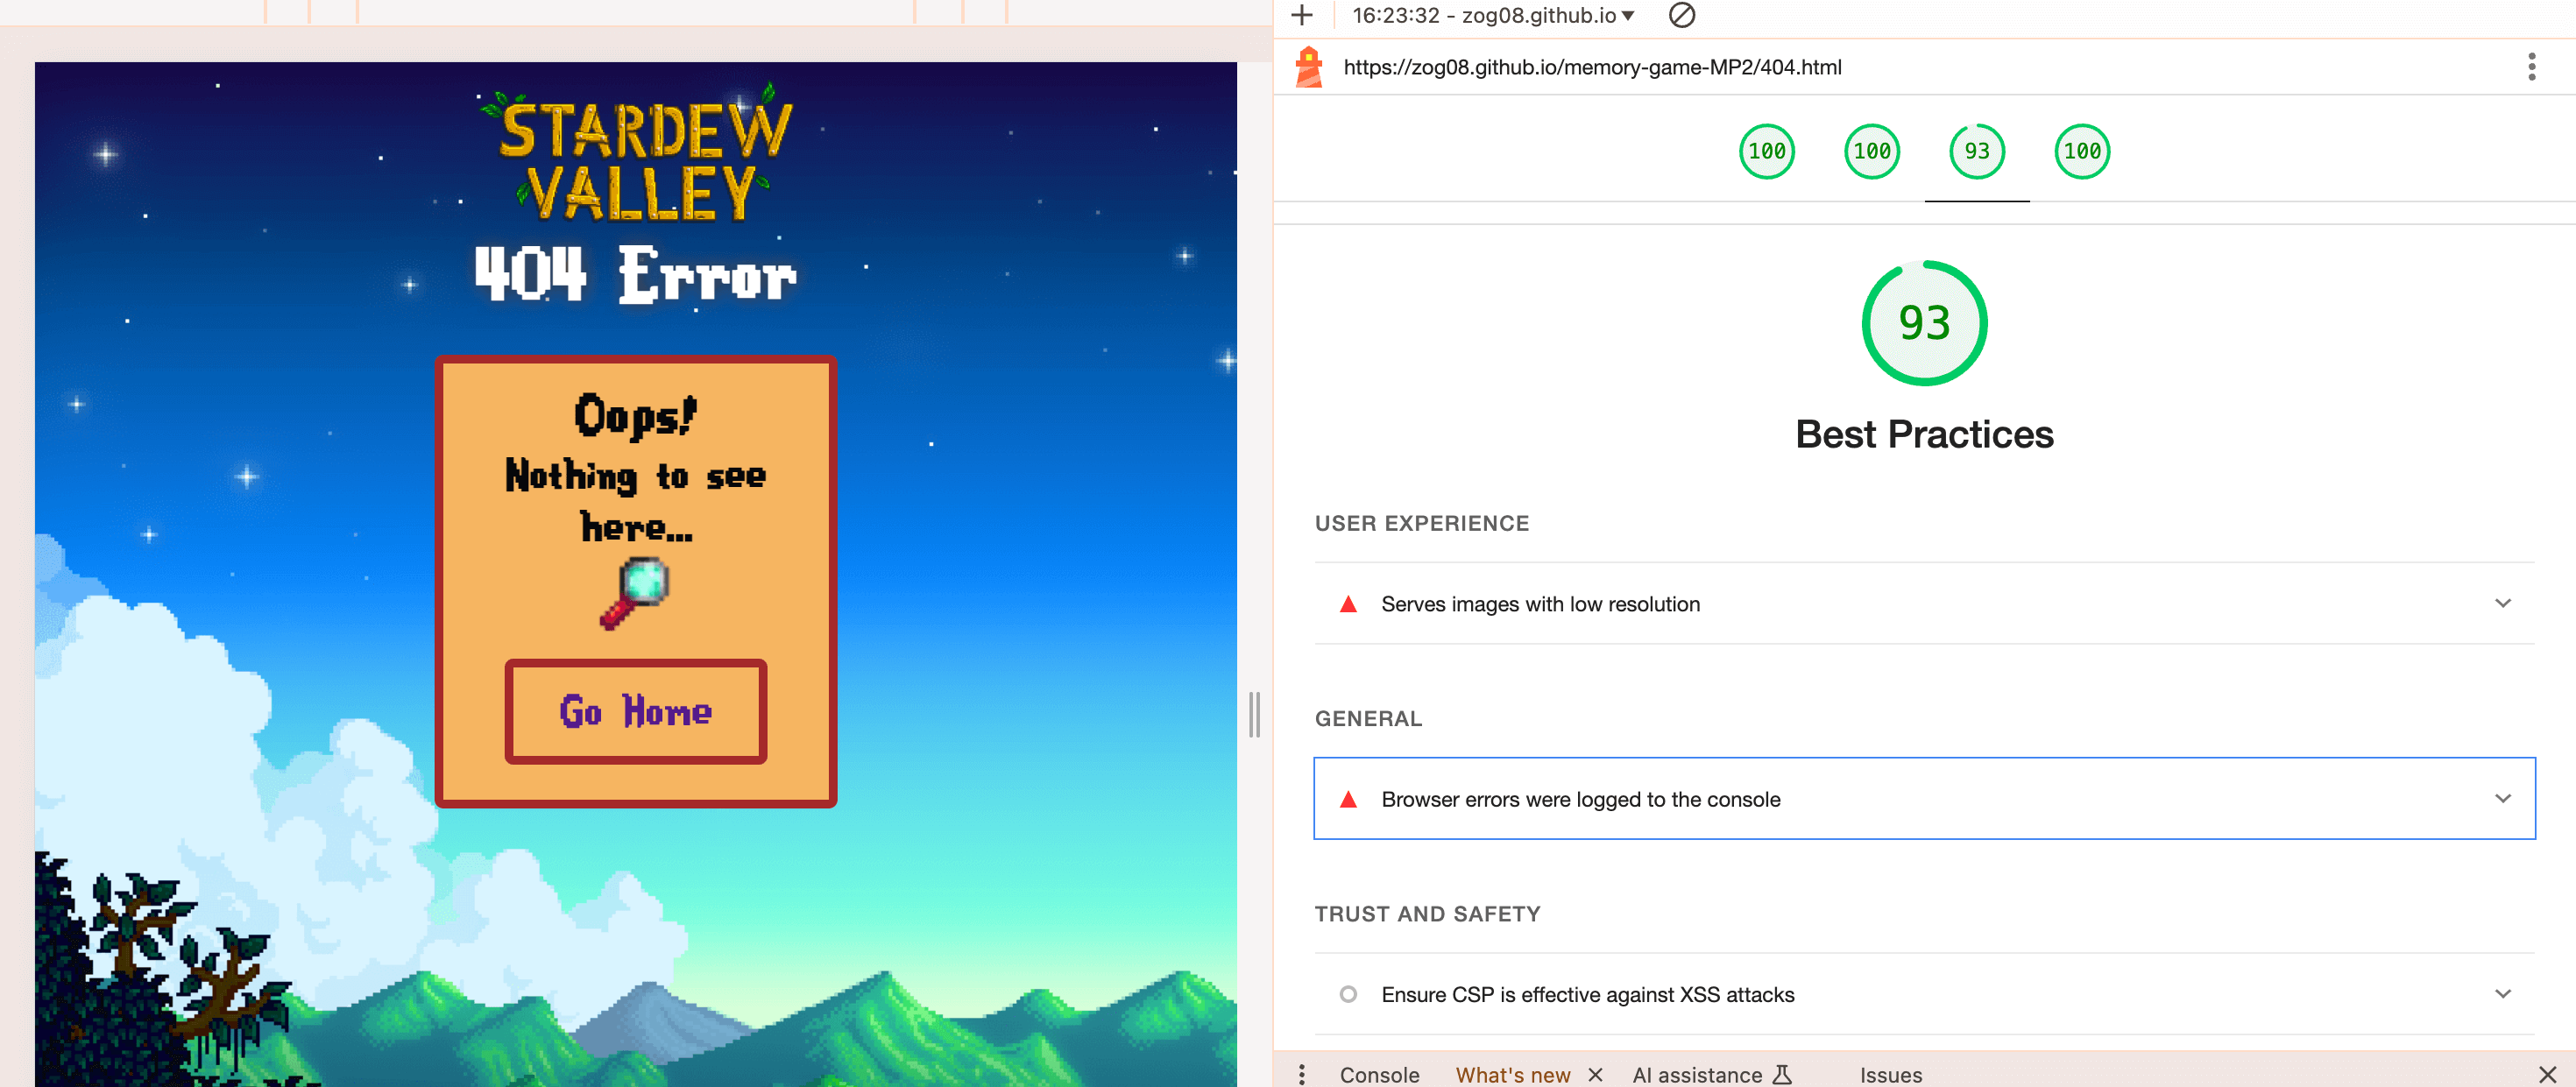 STARDEW
VALLEY
404 Error
Oops!
Nothing to see
here...
Go Home
16:23:32 - zog08.github.io
https://zog08.github.io/memory-game-MP2/404.html
100
100
93
100
93
Best Practices
USER EXPERIENCE
Serves images with low resolution
GENERAL
Browser errors were logged to the console
TRUST AND SAFETY
Ensure CSP is effective against XSS attacks
Console What's new AI assistance Issues